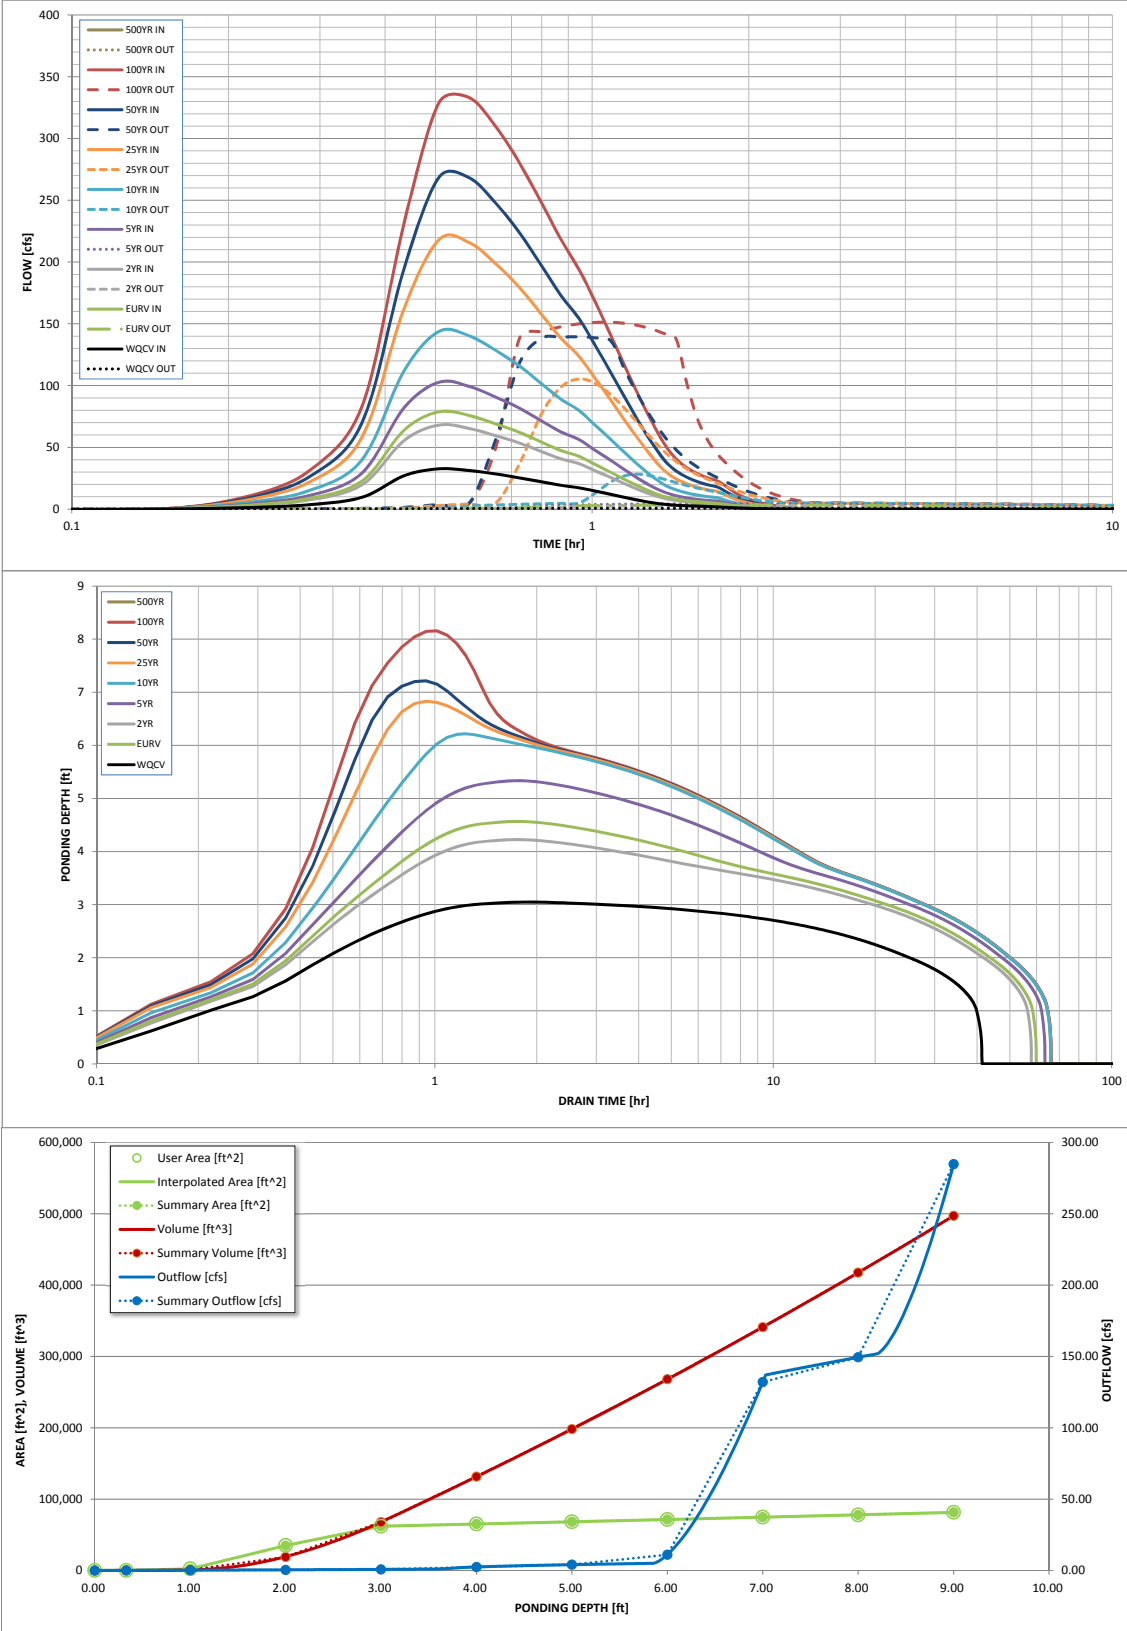 400
350
300
250
200
150
100
50
0
FLOW [cfs]
500YR IN
500YR OUT
100YR IN
100YR OUT
50YR IN
50YR OUT
25YR IN
25YR OUT
10YR IN
10YR OUT
5YR IN
5YR OUT
2YR IN
2YR OUT
EURV IN
EURV OUT
WQCV IN
WQCV OUT
0.1 1 10
TIME [hr]
9
8
7
6
5
4
3
2
1
0
PONDING DEPTH [ft]
500YR
100YR
50YR
25YR
10YR
5YR
2YR
EURV
WQCV
0.1 1 10 100
DRAIN TIME [hr]
600,000
500,000
400,000
300,000
200,000
100,000
0
AREA [ft^2], VOLUME [ft^3]
User Area [ft^2]
Interpolated Area [ft^2]
Summary Area [ft^2]
Volume [ft^3]
Summary Volume [ft^3]
Outflow [cfs]
Summary Outflow [cfs]
300.00
250.00
200.00
150.00
100.00
50.00
0.00
OUTFLOW [cfs]
0.00 1.00 2.00 3.00 4.00 5.00 6.00 7.00 8.00 9.00 10.00
PONDING DEPTH [ft]